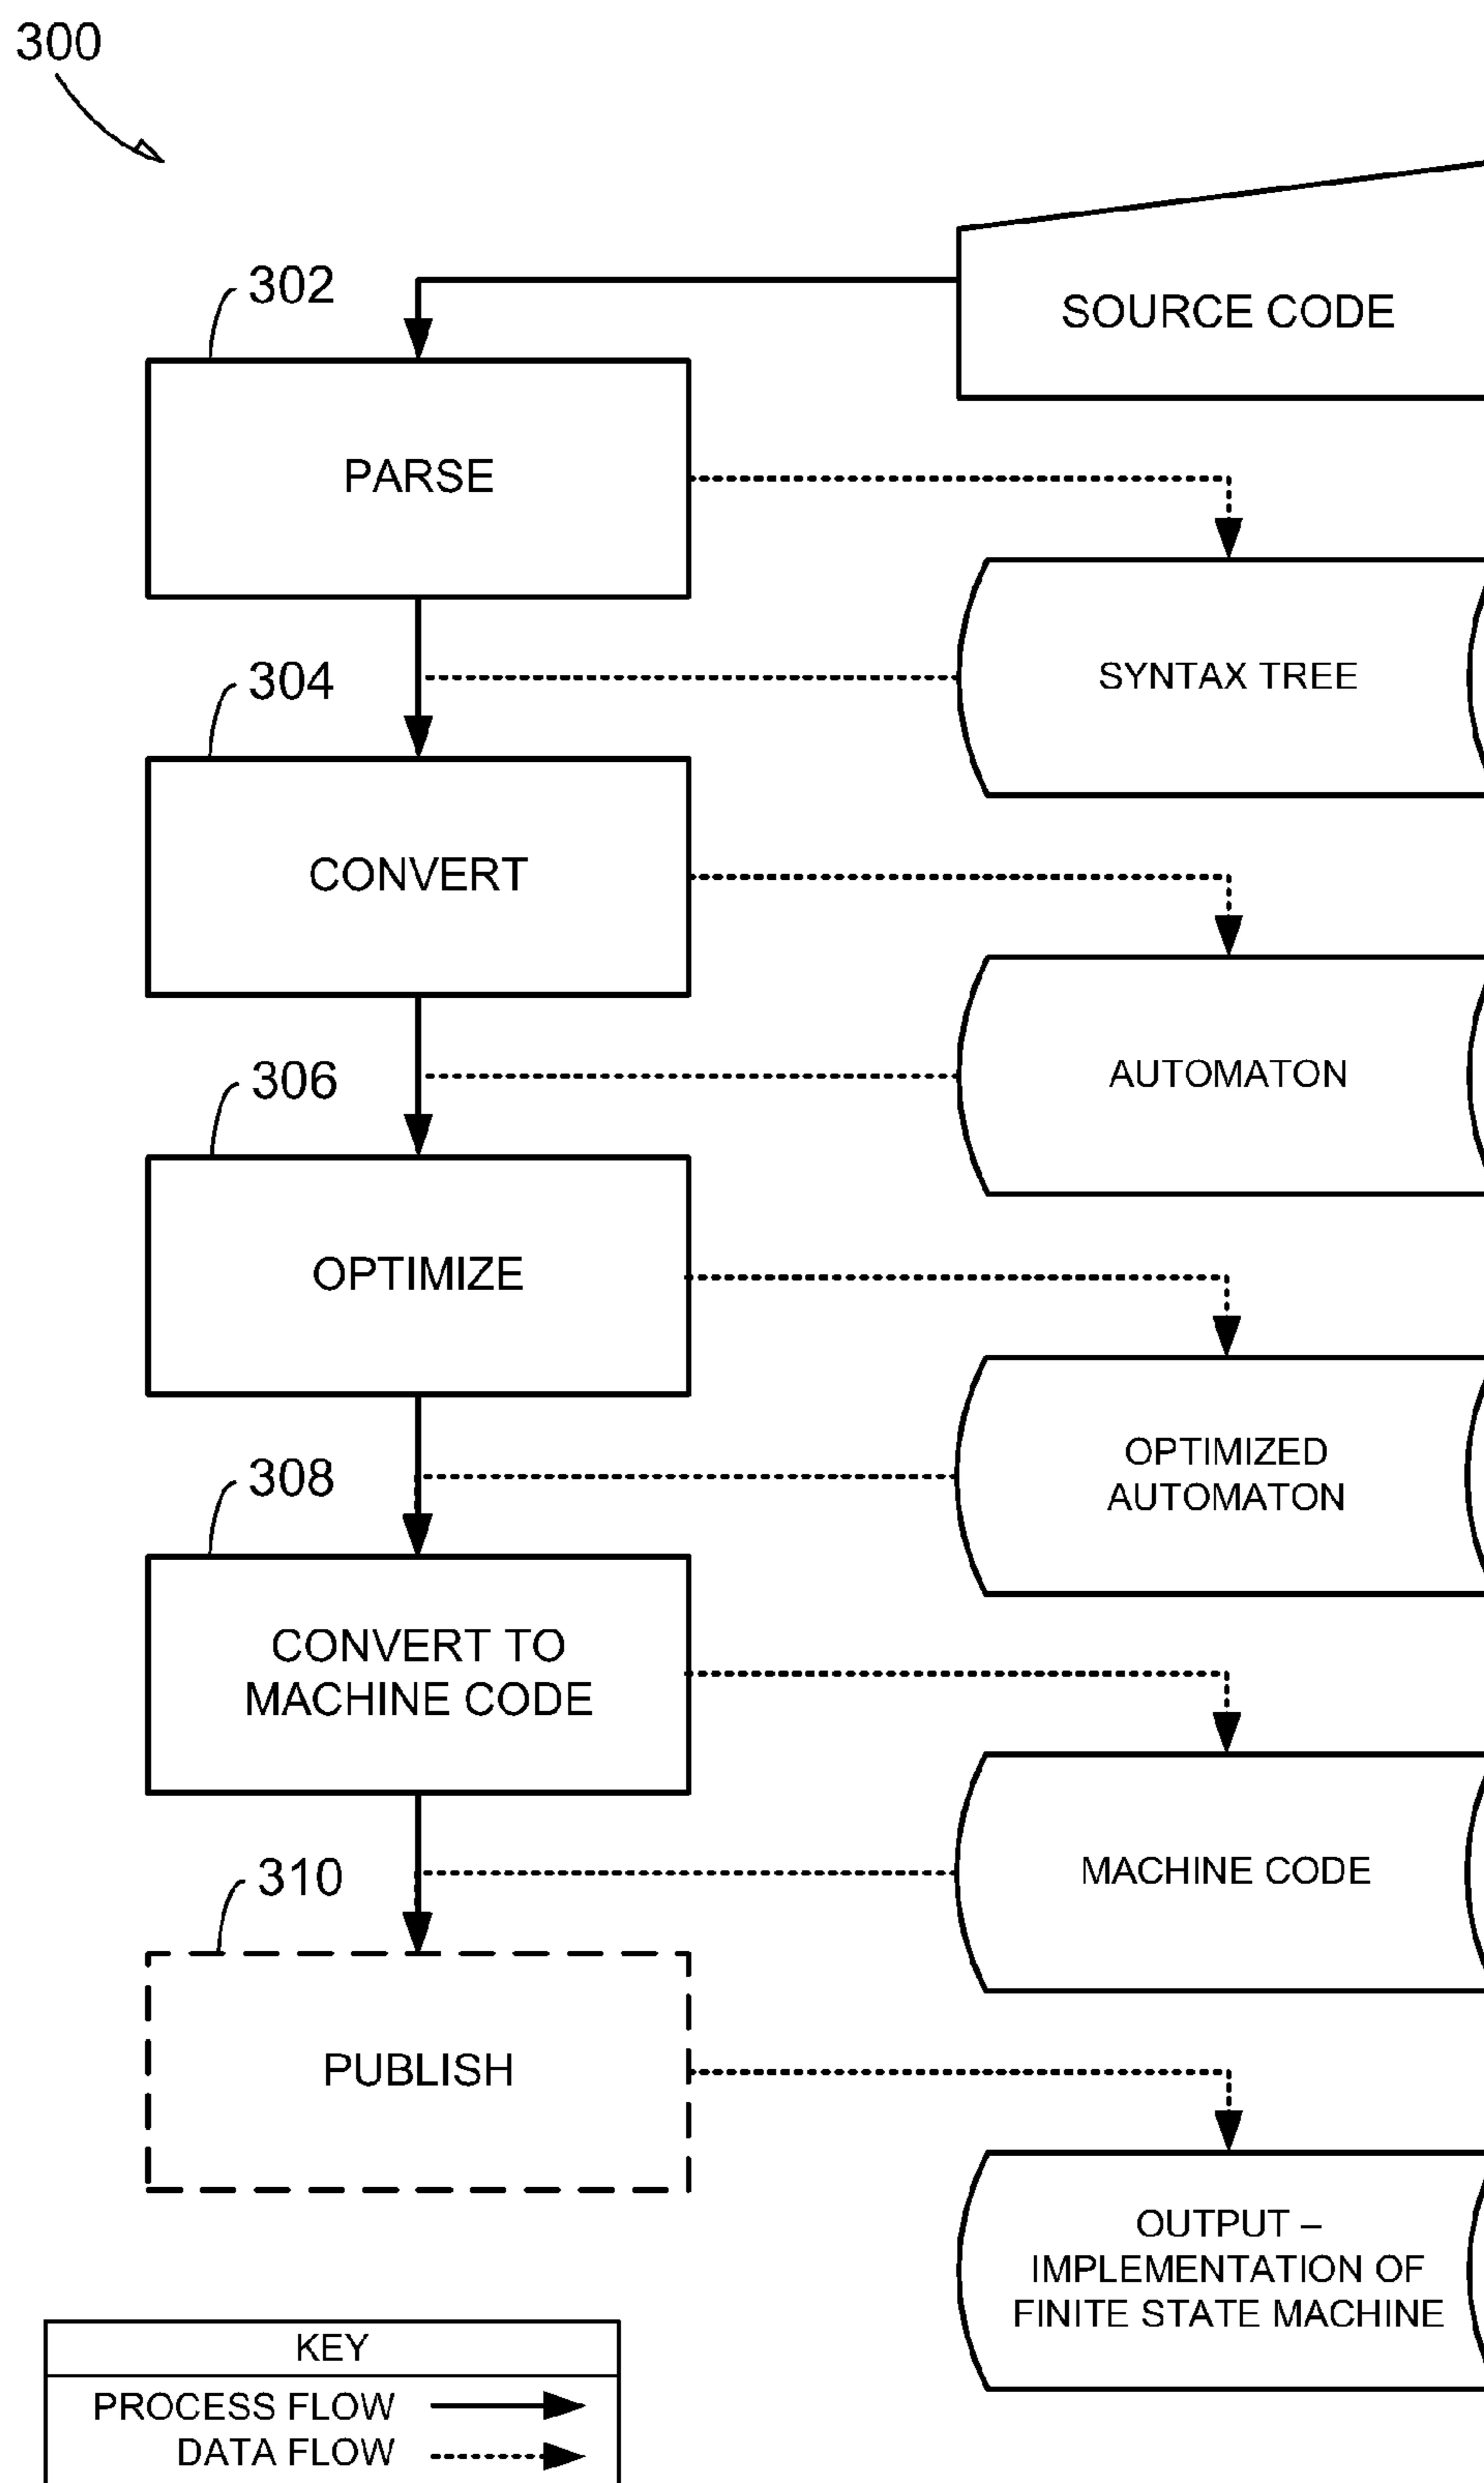 300
302
SOURCE CODE
PARSE
304
SYNTAX TREE
CONVERT
306
AUTOMATON
OPTIMIZE
308
OPTIMIZED
AUTOMATON
CONVERT TO
MACHINE CODE
310
MACHINE CODE
PUBLISH
OUTPUT –
IMPLEMENTATION OF
FINITE STATE MACHINE
KEY
PROCESS FLOW
DATA FLOW